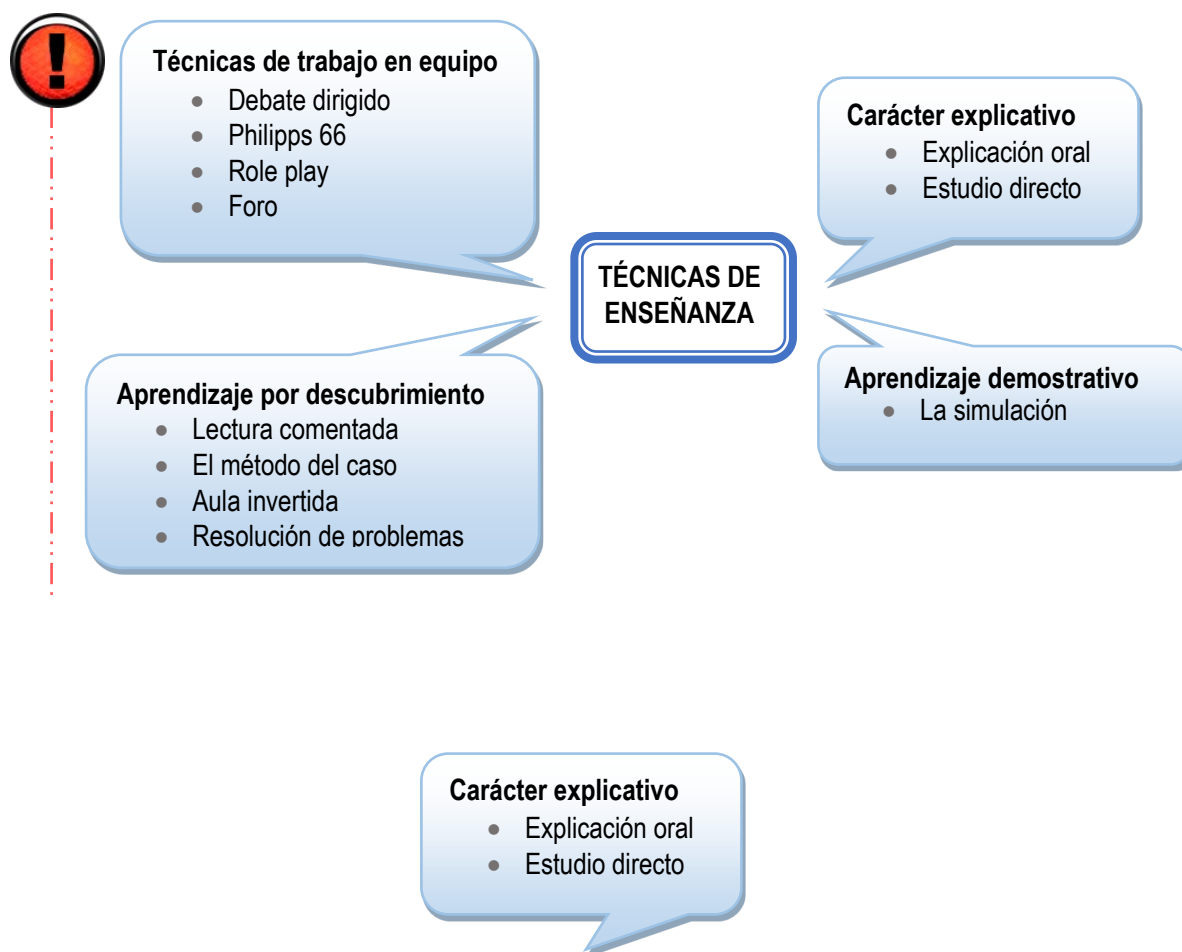 Técnicas de trabajo en equipo
● Debate dirigido
● Philipps 66
● Role play
● Foro
Carácter explicativo
● Explicación oral
● Estudio directo
TÉCNICAS DE
ENSEÑANZA
Aprendizaje por descubrimiento
● Lectura comentada
● El método del caso
● Aula invertida
● Resolución de problemas
Aprendizaje demostrativo
● La simulación
Carácter explicativo
● Explicación oral
● Estudio directo